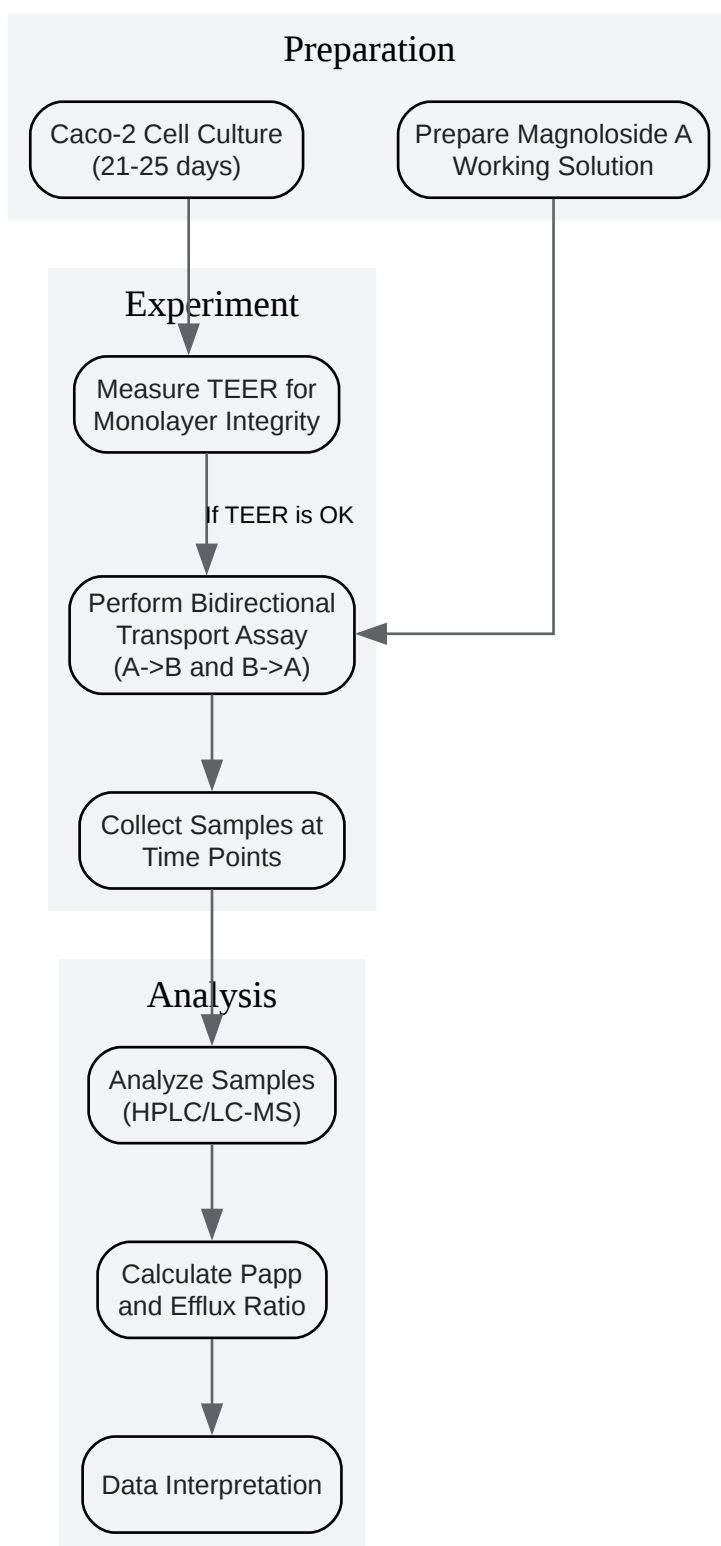 Preparation
Caco-2 Cell Culture
(21-25 days)
Prepare Magnoloside A
Working Solution
Experiment
Measure TEER for
Monolayer Integrity
If TEER is OK
Perform Bidirectional
Transport Assay
(A->B and B->A)
Collect Samples at
Time Points
Analysis
Analyze Samples
(HPLC/LC-MS)
Calculate Papp
and Efflux Ratio
Data Interpretation